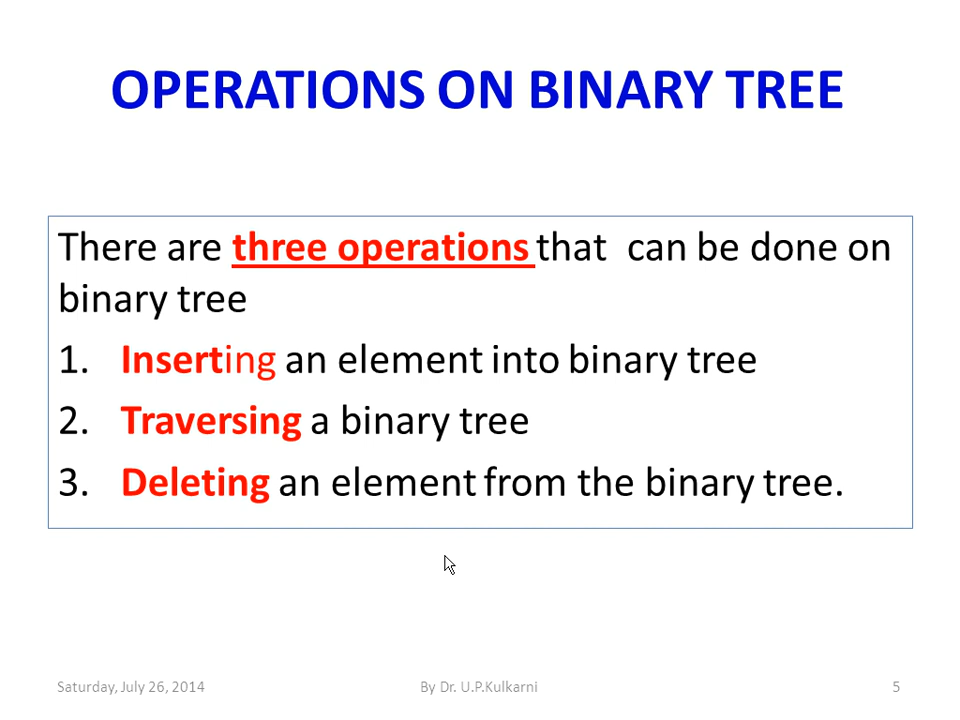 OPERATIONS ON BINARY TREE
There are three operations that can be done on
binary tree
1. Inserting an element into binary tree
2. Traversing a binary tree
3. Deleting an element from the binary tree.
Saturday, July 26, 2014 By Dr. U.P.Kulkarni 5